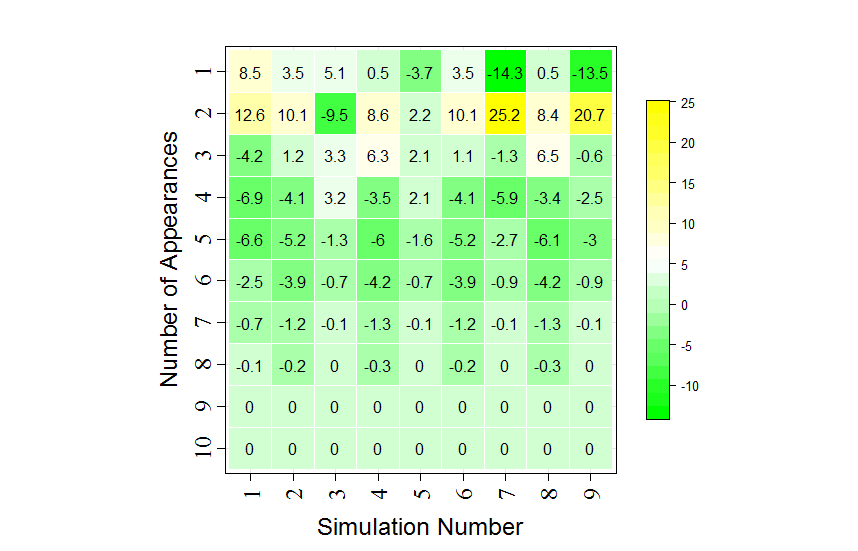 1 8.5 3.5 5.1 0.5 -3.7 3.5 -14.3 0.5 -13.5
2 12.6 10.1 -9.5 8.6 2.2 10.1 25.2 8.4 20.7
3 -4.2 1.2 3.3 6.3 2.1 1.1 -1.3 6.5 -0.6
4 -6.9 -4.1 3.2 -3.5 2.1 -4.1 -5.9 -3.4 -2.5
5 -6.6 -5.2 -1.3 -6 -1.6 -5.2 -2.7 -6.1 -3
6 -2.5 -3.9 -0.7 -4.2 -0.7 -3.9 -0.9 -4.2 -0.9
7 -0.7 -1.2 -0.1 -1.3 -0.1 -1.2 -0.1 -1.3 -0.1
8 -0.1 -0.2 0 -0.3 0 -0.2 0 -0.3 0
9 0 0 0 0 0 0 0 0 0
10 0 0 0 0 0 0 0 0 0
1 2 3 4 5 6 7 8 9
Simulation Number
Number of Appearances
25
20
15
10
5
0
-5
-10